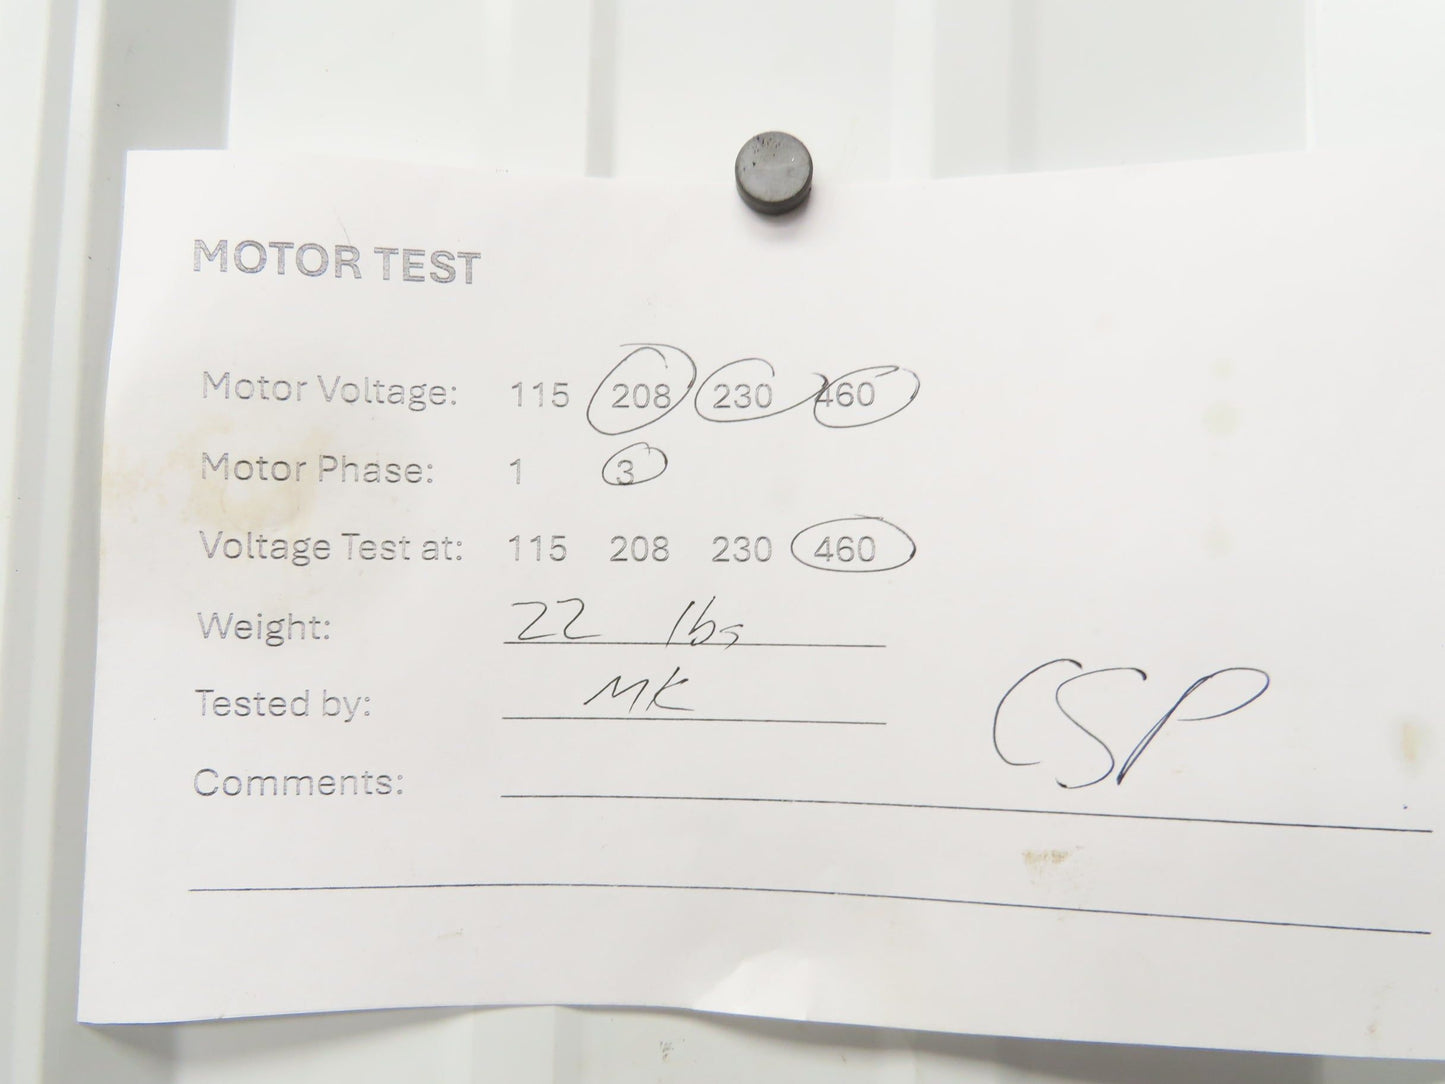 MOTOR TEST
Motor Voltage: 115 208 230 460
Motor Phase: 1 3
Voltage Test at: 115 208 230 460
Weight: 22 lbs
Tested by: MK
CSP
Comments: